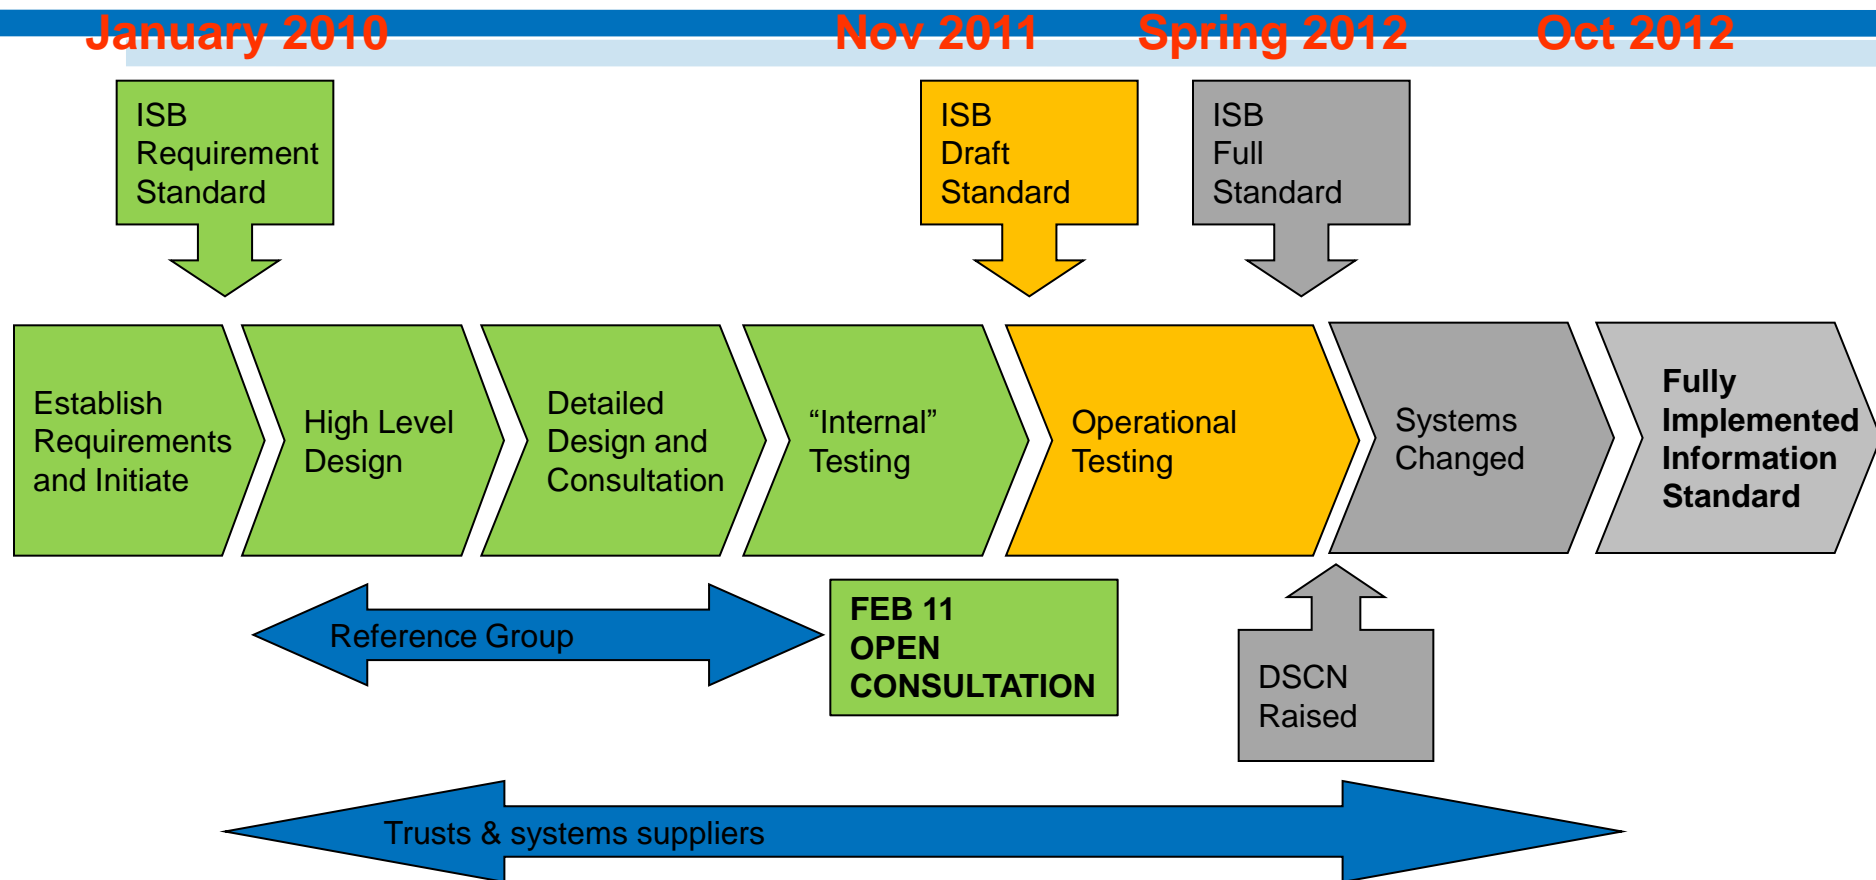 January 2010
Nov 2011
Spring 2012
Oct 2012
ISB
Requirement
Standard
ISB
Draft
Standard
ISB
Full
Standard
Establish
Requirements
and Initiate
High Level
Design
Detailed
Design and
Consultation
“Internal”
Testing
Operational
Testing
Systems
Changed
Fully
Implemented
Information
Standard
Reference Group
FEB 11
OPEN
CONSULTATION
DSCN
Raised
Trusts & systems suppliers